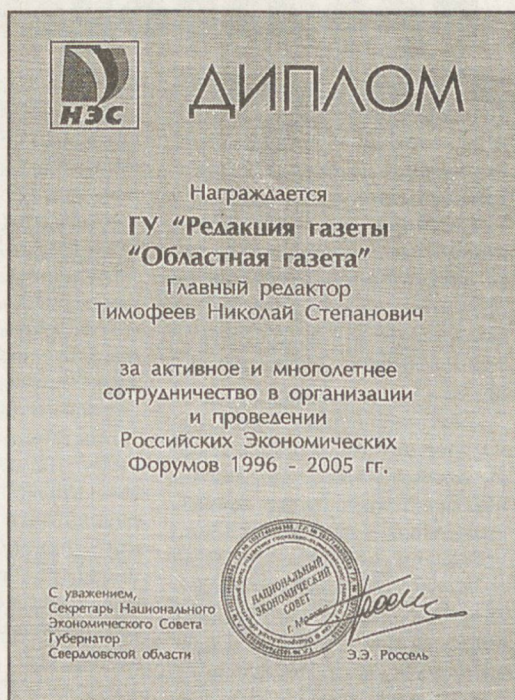 НЭС
ДИПЛОМ
Награждается
ГУ “Редакция газеты
“Областная газета”
Главный редактор
Тимофеев Николай Степанович
за активное и многолетнее
сотрудничество в организации
и проведении
Российских Экономических
Форумов 1996 - 2005 гг.
С уважением,
Секретарь Национального
Экономического Совета
Губернатор
Свердловской области
НАЦИОНАЛЬНЫЙ
ЭКОНОМИЧЕСКИЙ
СОВЕТ
г. Москва
Э.Э. Россель